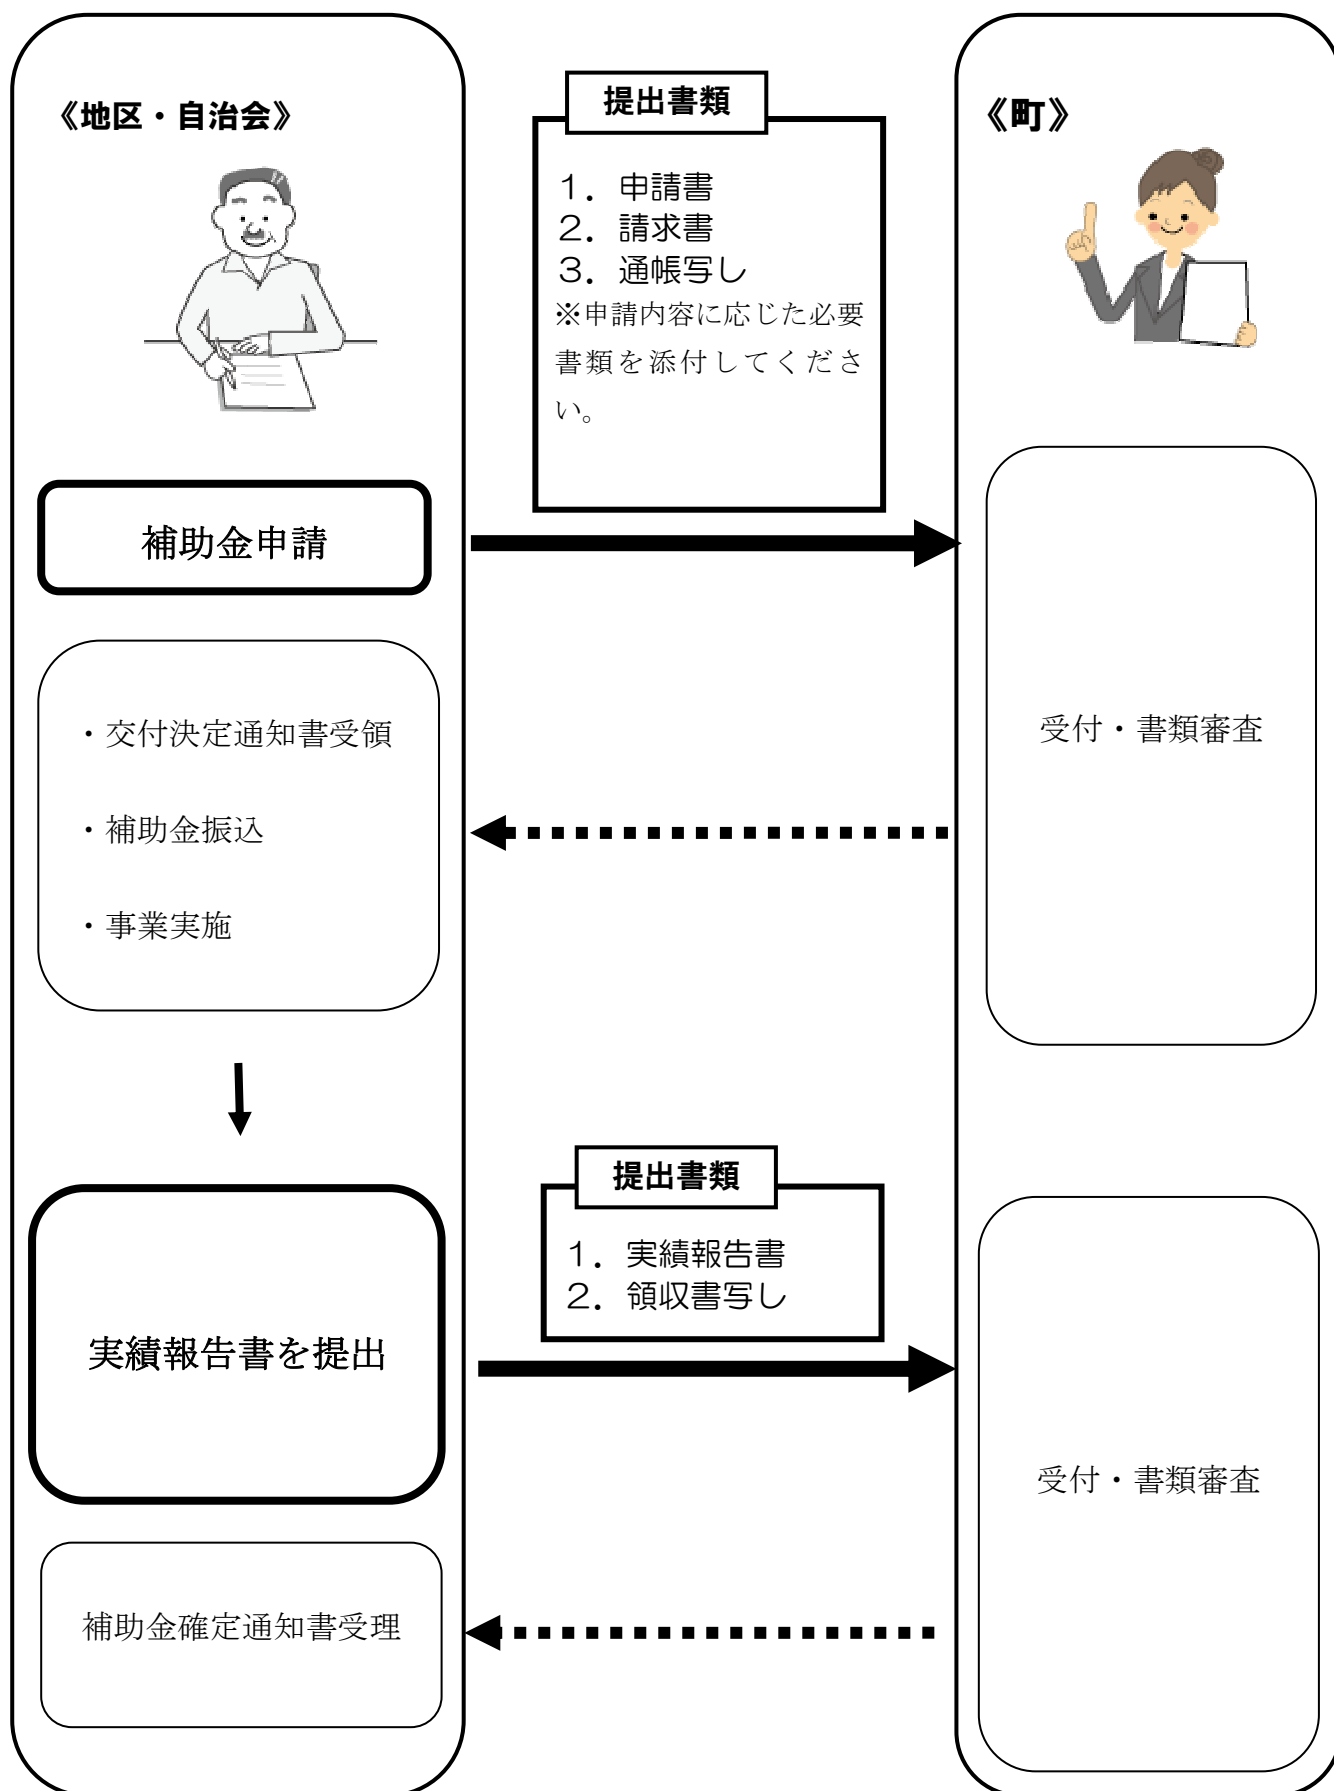 《地区・自治会》
提出書類
《町》
1．申請書
2．請求書
3．通帳写し
※申請内容に応じた必要
書類を添付してくださ
い。
補助金申請
・交付決定通知書受領
・補助金振込
・事業実施
受付・書類審査
提出書類
1．実績報告書
2．領収書写し
実績報告書を提出
受付・書類審査
補助金確定通知書受理